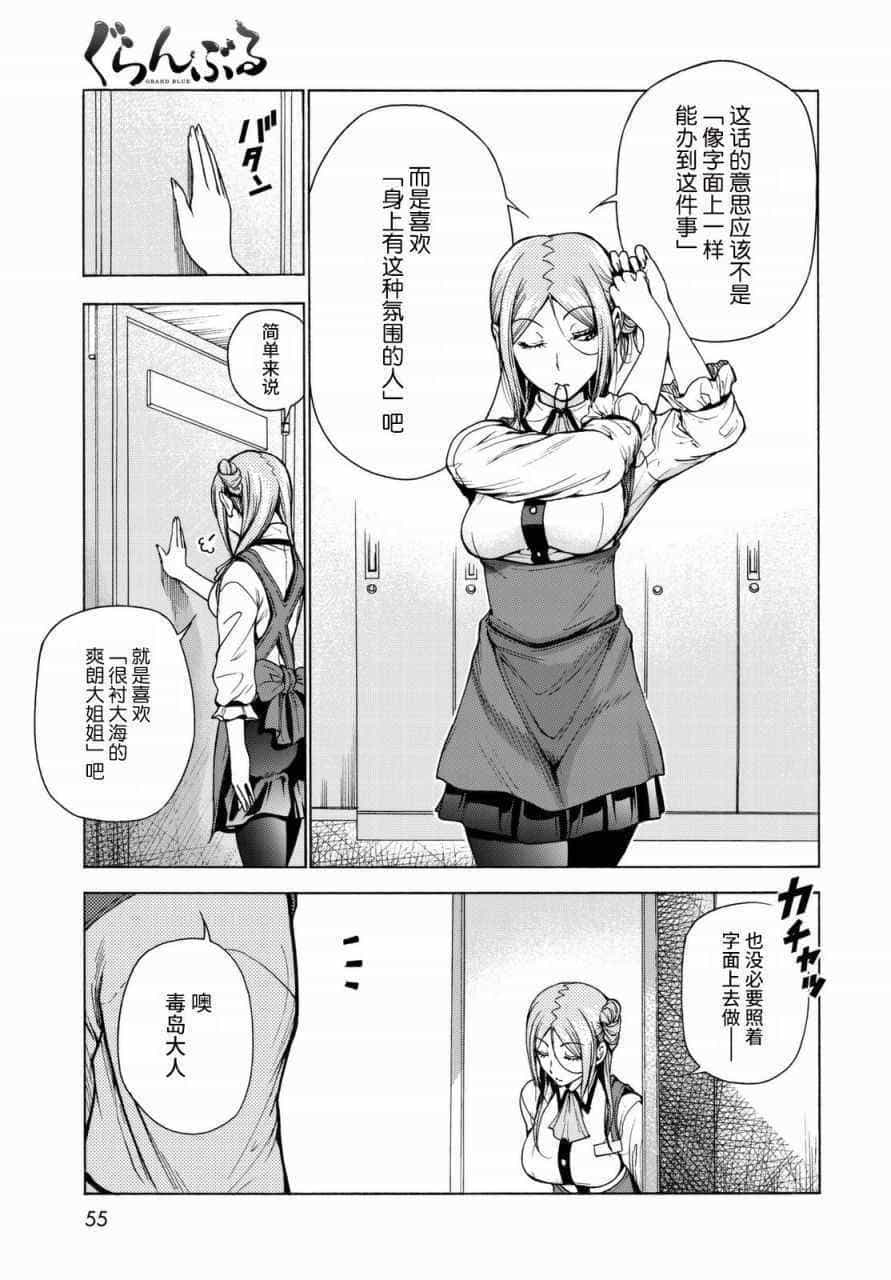 ぐらんぶる
GRAND BLUE
这话的意思应该不是
「像字面上一样
能办到这件事」
而是喜欢
「身上有这种氛围的人」吧
バタン
简单来说
就是喜欢
「很衬大海的
爽朗大姐姐」吧
ガチャッ
也没必要照着
字面上去做——
噢
毒岛大人
55